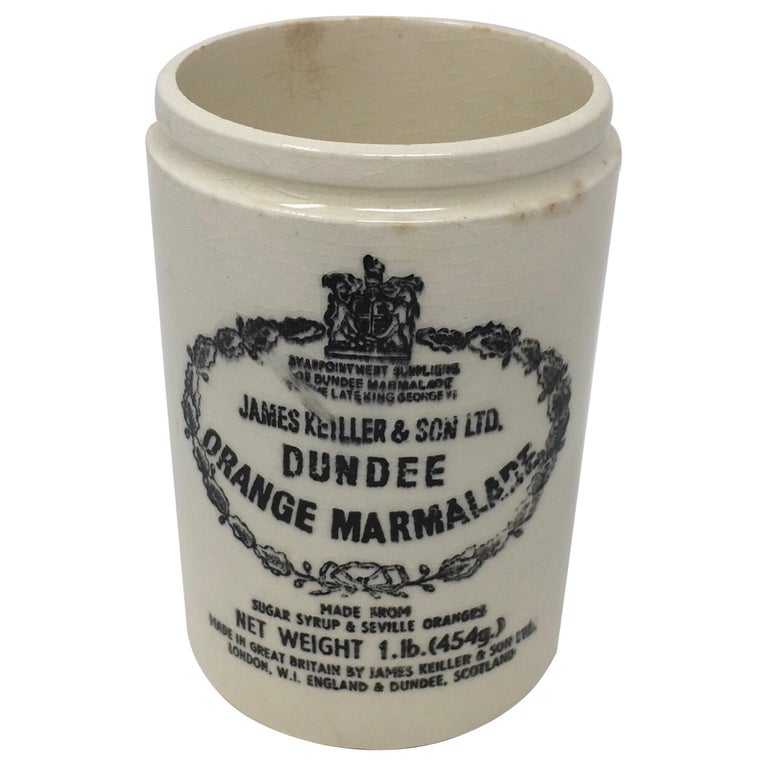 BY APPOINTMENT SUPPLIERS
OF DUNDEE MARMALADE
THE LATE KING GEORGE VI
JAMES KEILLER & SON LTD.
DUNDEE
ORANGE MARMALADE
MADE FROM
SUGAR SYRUP & SEVILLE ORANGES
NET WEIGHT 1.lb.(454g.)
MADE IN GREAT BRITAIN BY JAMES KEILLER & SON LTD.
LONDON, W.I. ENGLAND & DUNDEE, SCOTLAND